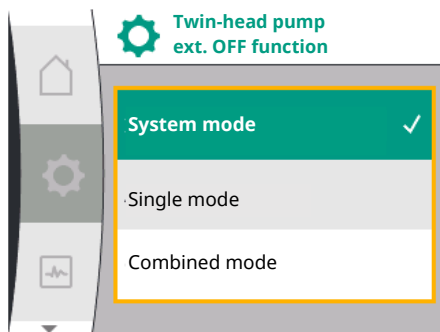 Twin-head pump
ext. OFF function
System mode
Single mode
Combined mode